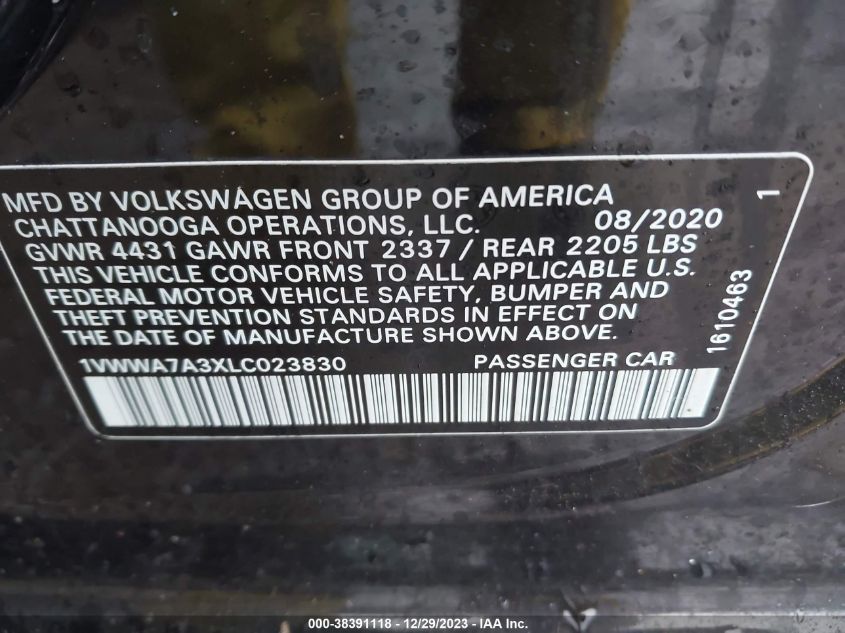 MFD BY VOLKSWAGEN GROUP OF AMERICA
CHATTANOOGA OPERATIONS, LLC. 08/2020
GVWR 4431 GAWR FRONT 2337 / REAR 2205 LBS
THIS VEHICLE CONFORMS TO ALL APPLICABLE U.S.
FEDERAL MOTOR VEHICLE SAFETY, BUMPER AND
THEFT PREVENTION STANDARDS IN EFFECT ON
THE DATE OF MANUFACTURE SHOWN ABOVE.
1VWWA7A3XLC023830 PASSENGER CAR
1610463
1
000-38391118 - 12/29/2023 - IAA Inc.